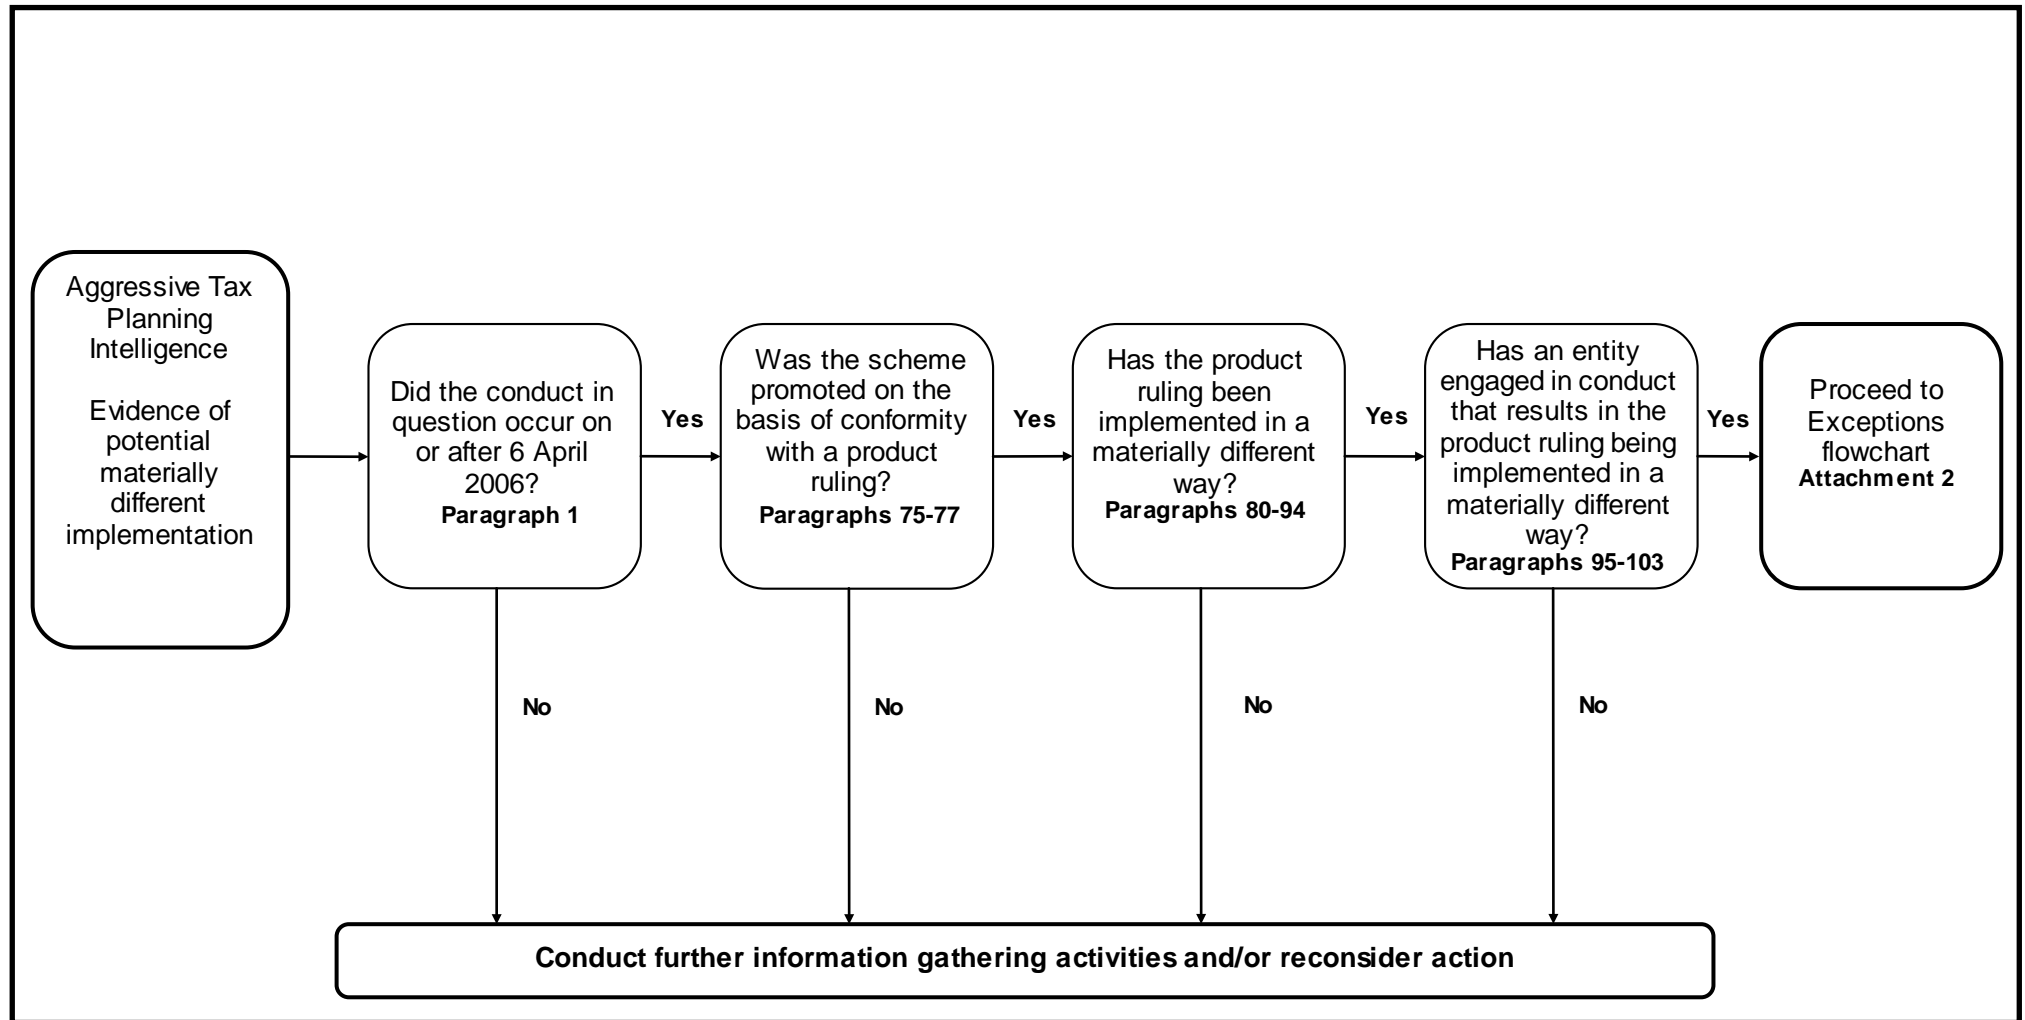 Aggressive Tax
Planning
Intelligence
Evidence of
potential
materially
different
implementation
Did the conduct in
question occur on
or after 6 April
2006?
Paragraph 1
Yes
Was the scheme
promoted on the
basis of conformity
with a product
ruling?
Paragraphs 75-77
Yes
Has the product
ruling been
implemented in a
materially different
way?
Paragraphs 80-94
Yes
Has an entity
engaged in conduct
that results in the
product ruling being
implemented in a
materially different
way?
Paragraphs 95-103
Yes
Proceed to
Exceptions
flowchart
Attachment 2
No
No
No
No
Conduct further information gathering activities and/or reconsider action